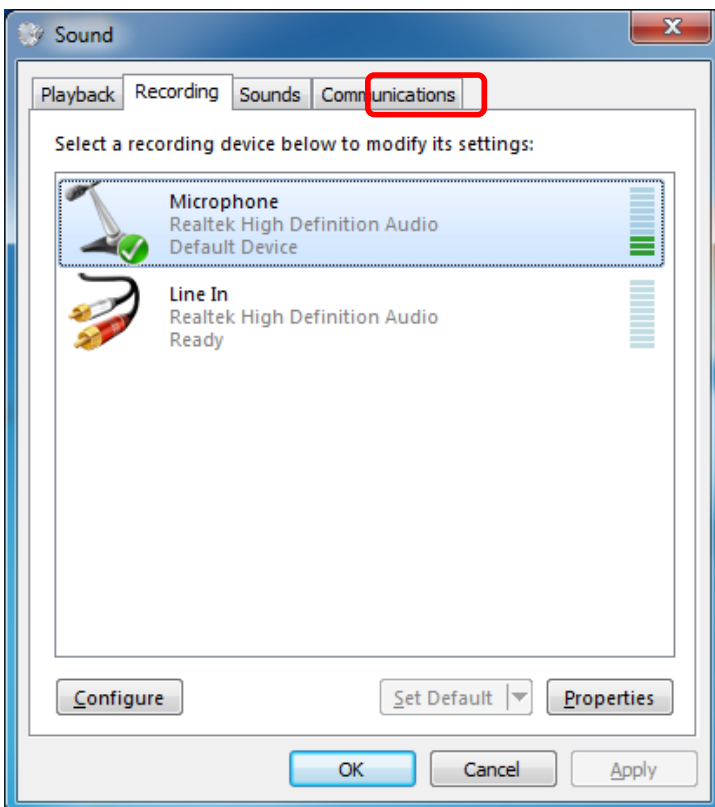 Sound
Playback Recording Sounds Communications
Select a recording device below to modify its settings:
Microphone
Realtek High Definition Audio
Default Device
Line In
Realtek High Definition Audio
Ready
Configure Set Default Properties
OK Cancel Apply